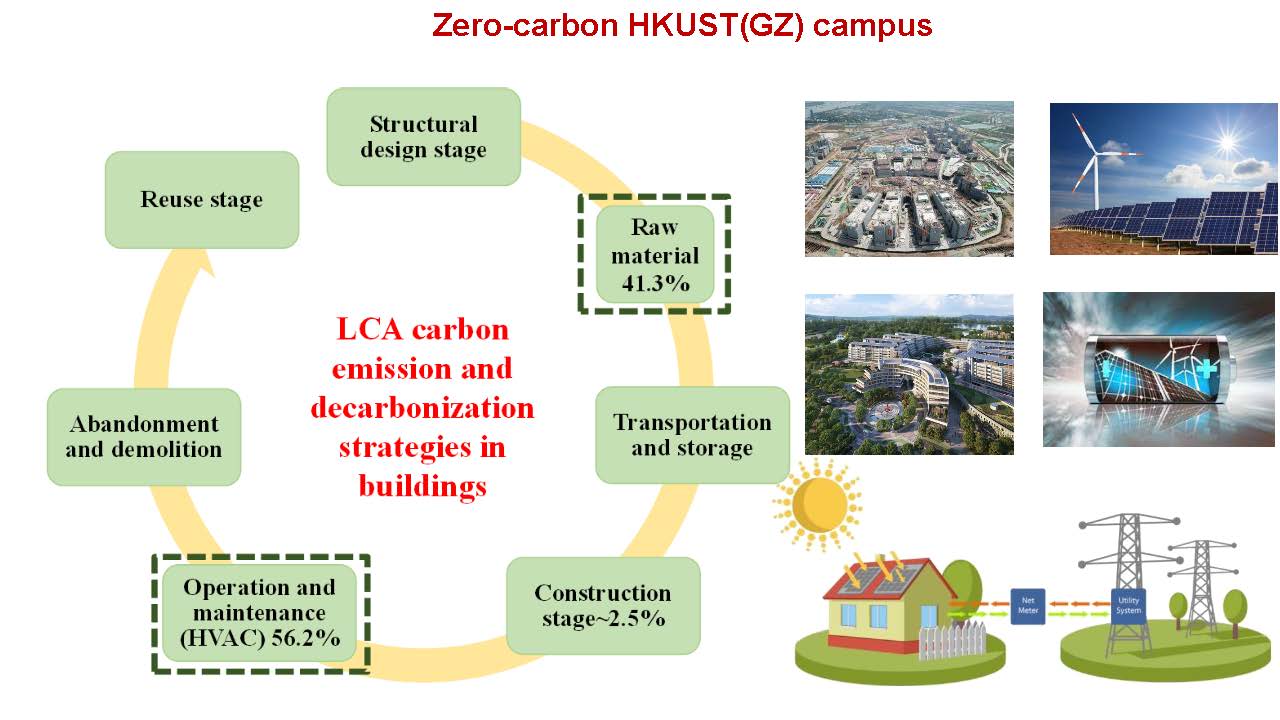 Zero-carbon HKUST(GZ) campus
Structural
design stage
Reuse stage
Raw
material
41.3%
LCA carbon
emission and
decarbonization
strategies in
buildings
Abandonment
and demolition
Transportation
and storage
Operation and
maintenance
(HVAC) 56.2%
Construction
stage~2.5%
Net
Meter
Utility
System